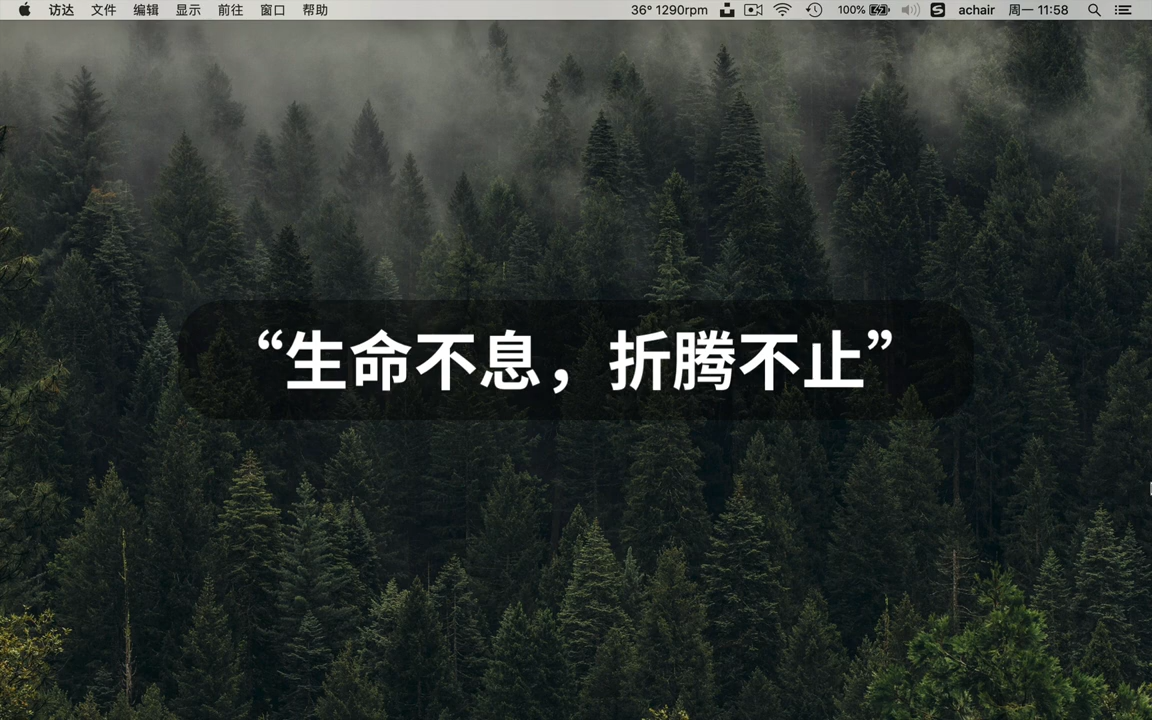 访达 文件 编辑 显示 前往 窗口 帮助 36° 1290rpm 100% achair 周一 11:58
“生命不息，折腾不止”